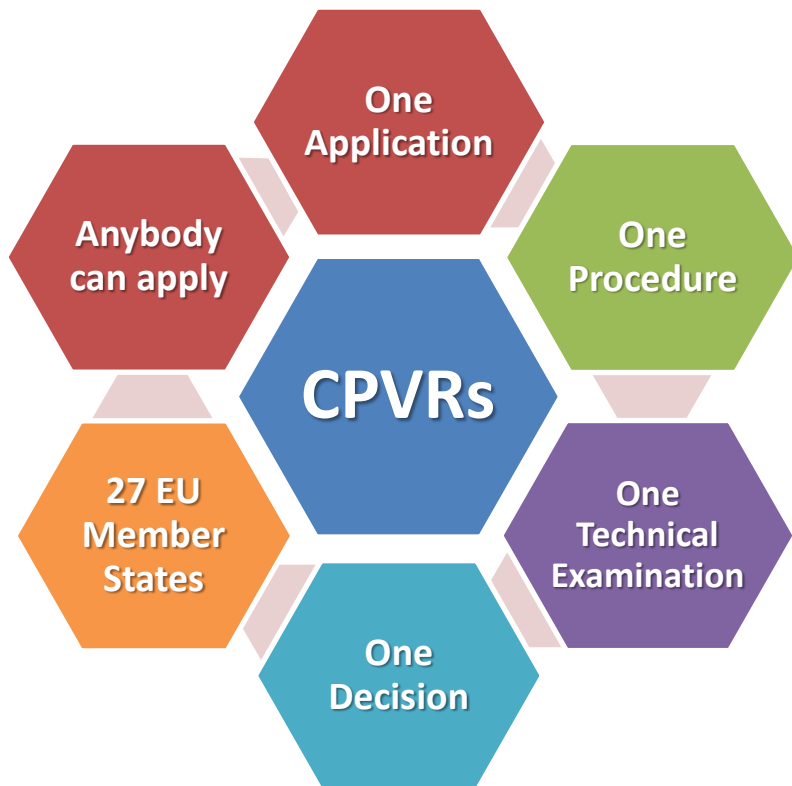 One
Application
Anybody
can apply
One
Procedure
CPVRs
27 EU
Member
States
One
Technical
Examination
One
Decision